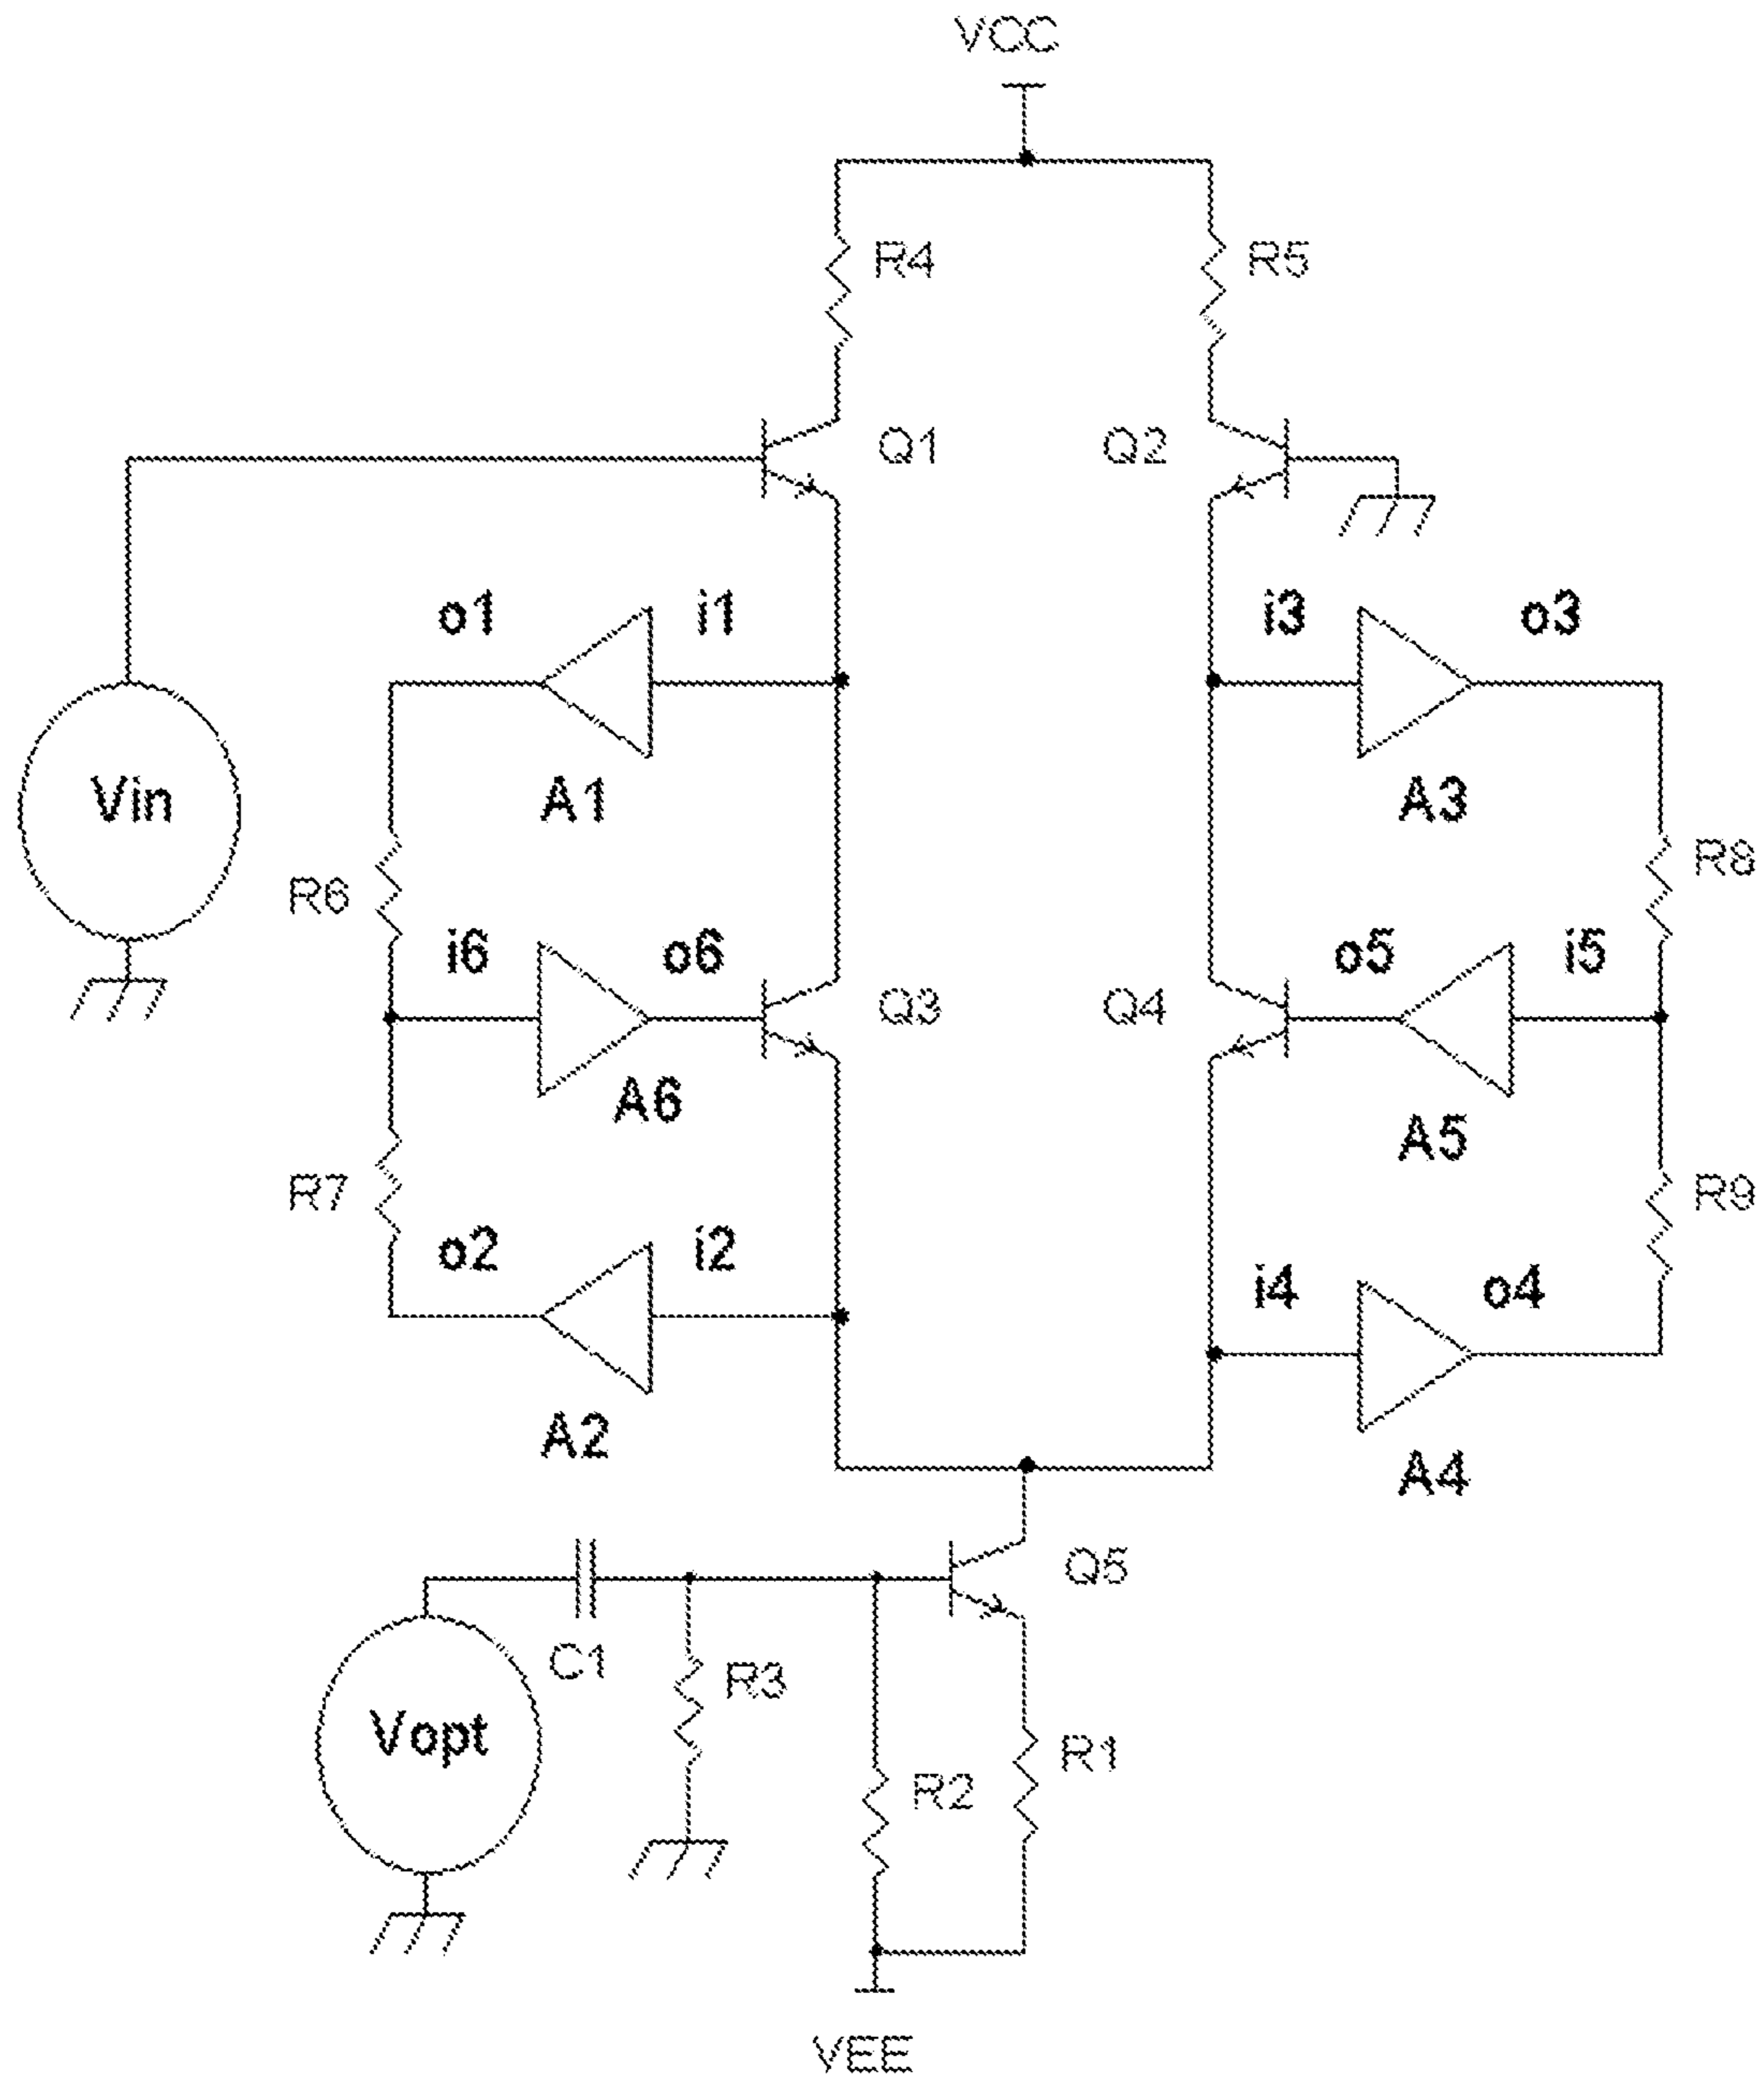 VCC
R4
R5
Q1
Q2
o1
i1
i3
o3
Vin
A1
A3
R6
R8
i6
o6
o5
i5
Q3
Q4
A6
A5
R7
R9
o2
i2
i4
o4
A2
A4
Q5
C1
R3
Vopt
R1
R2
VEE